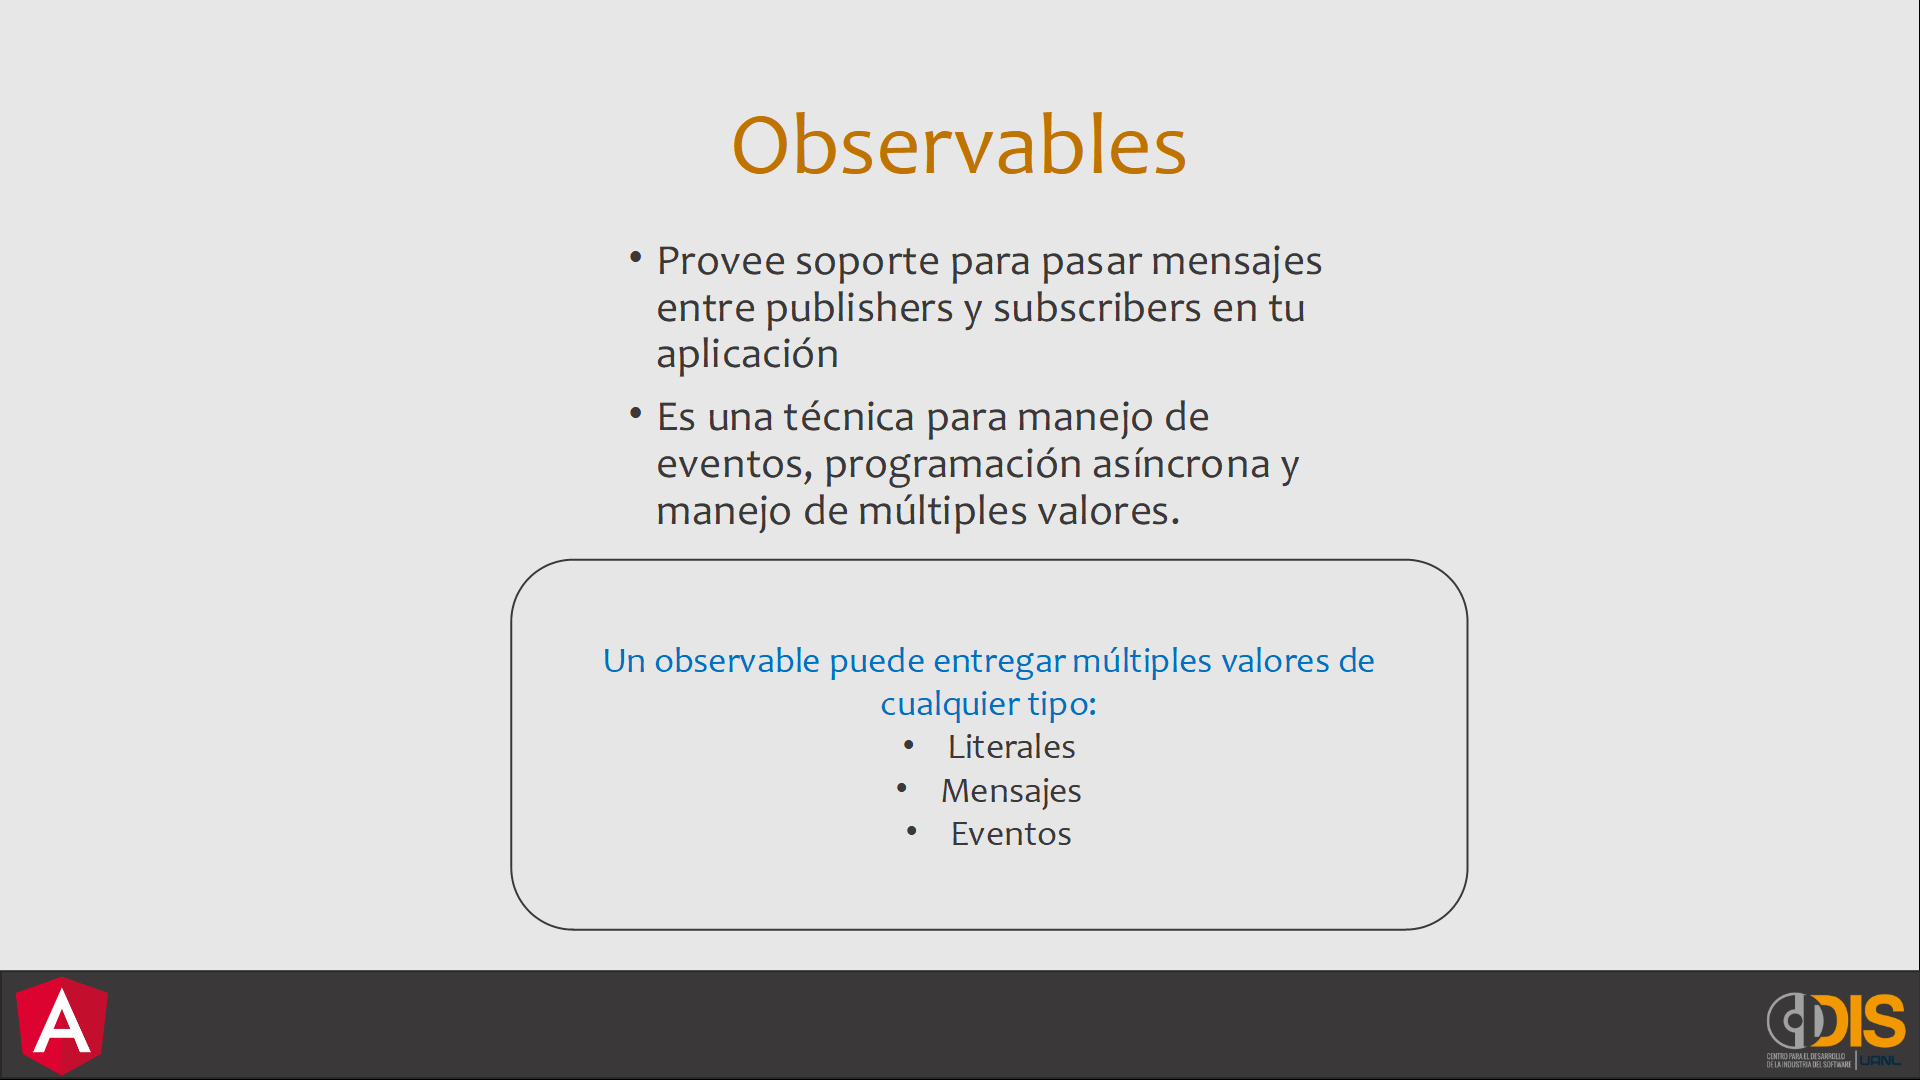 Observables
• Provee soporte para pasar mensajes
entre publishers y subscribers en tu
aplicación
• Es una técnica para manejo de
eventos, programación asíncrona y
manejo de múltiples valores.
Un observable puede entregar múltiples valores de
cualquier tipo:
• Literales
• Mensajes
• Eventos
A
CDIS
CENTRO PARA EL DESARROLLO
DE LA INDUSTRIA DEL SOFTWARE
UANL